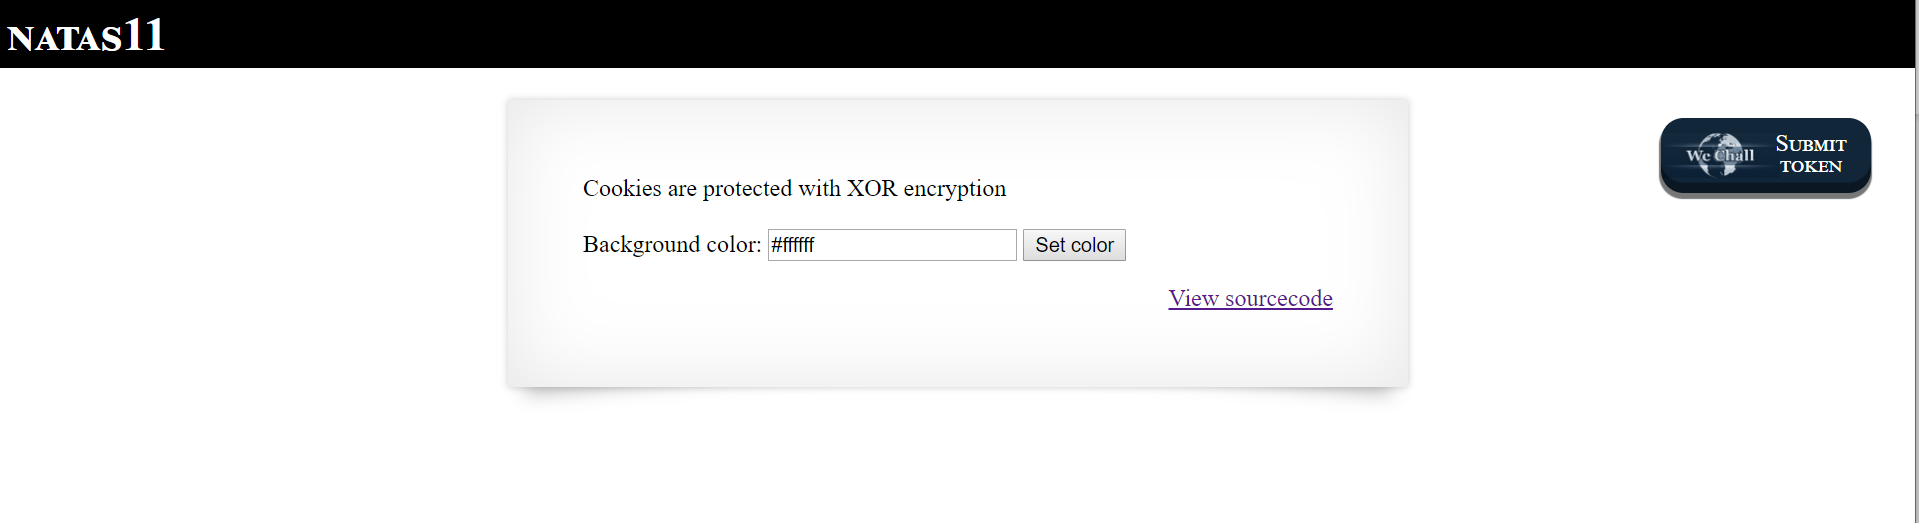 NATAS11
Cookies are protected with XOR encryption
Background color: #ffffff Set color
View sourcecode
We Chall
SUBMIT
TOKEN